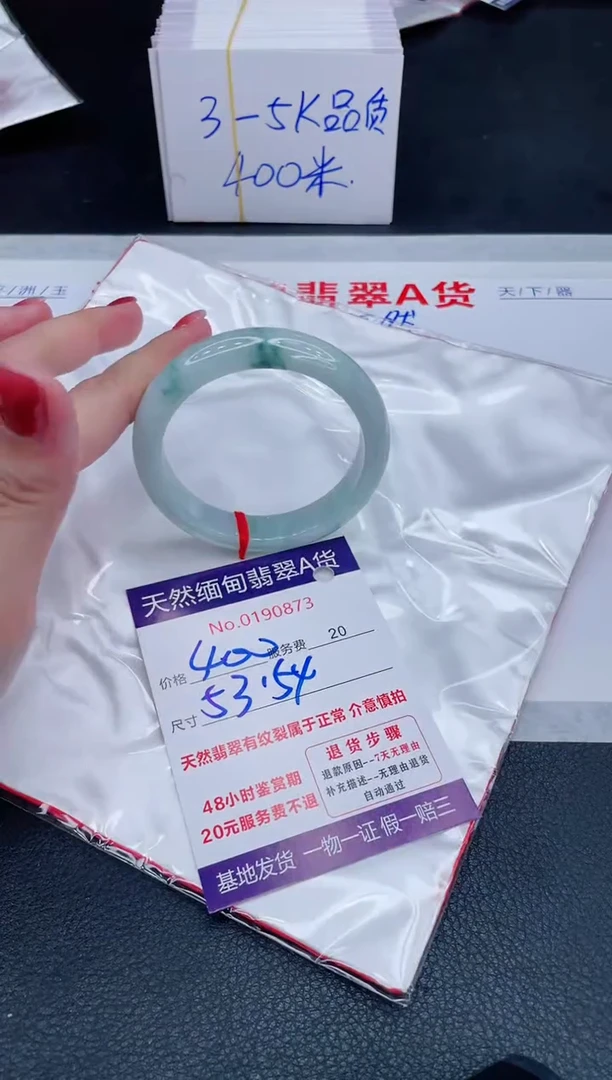 3-5K品质
400米.
洲/玉
翡翠A货
天/下/器
然
天然缅甸翡翠A货
No.0190873
价格 400 服务费 20
尺寸 53·54
天然翡翠有纹裂属于正常 介意慎拍
48小时鉴赏期
20元服务费不退
退货步骤
退款原因--7天无理由
补充描述--无理由退货
自动通过
基地发货 一物一证 假一赔三